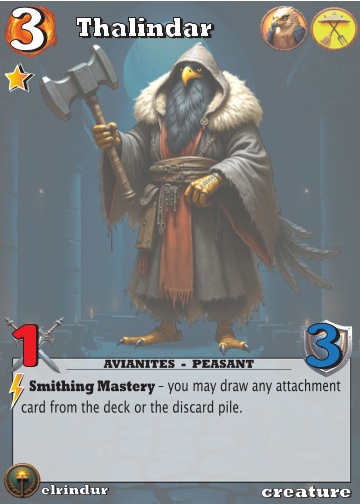 3 Thalindar
1
3
AVIANITES - PEASANT
Smithing Mastery - you may draw any attachment
card from the deck or the discard pile.
elrindur
creature